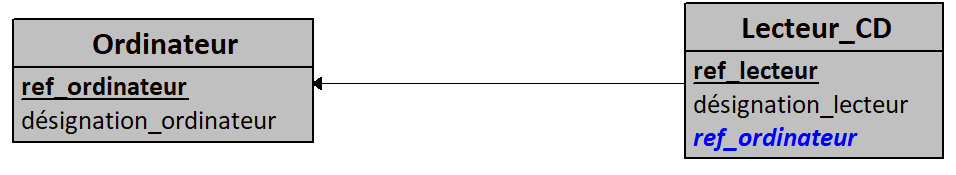 Ordinateur
ref_ordinateur
désignation_ordinateur
Lecteur_CD
ref_lecteur
désignation_lecteur
ref_ordinateur